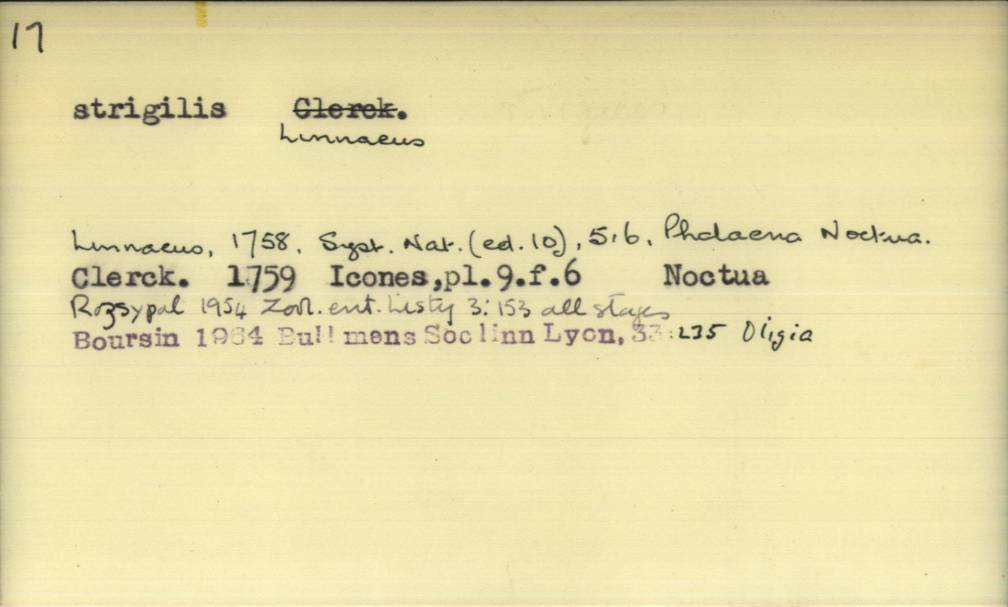 17
strigilis Clerck.
Linnaeus
Linnaeus, 1758. Syst. Nat. (ed. 10), 516. Phalaena Noctua.
Clerck. 1759 Icones,pl.9.f.6 Noctua
Rozsypal 1954 Zool. ent. Listy 3: 153 all stages
Boursin 1964 Bull mens Soc linn Lyon, 33: 235 Oligia